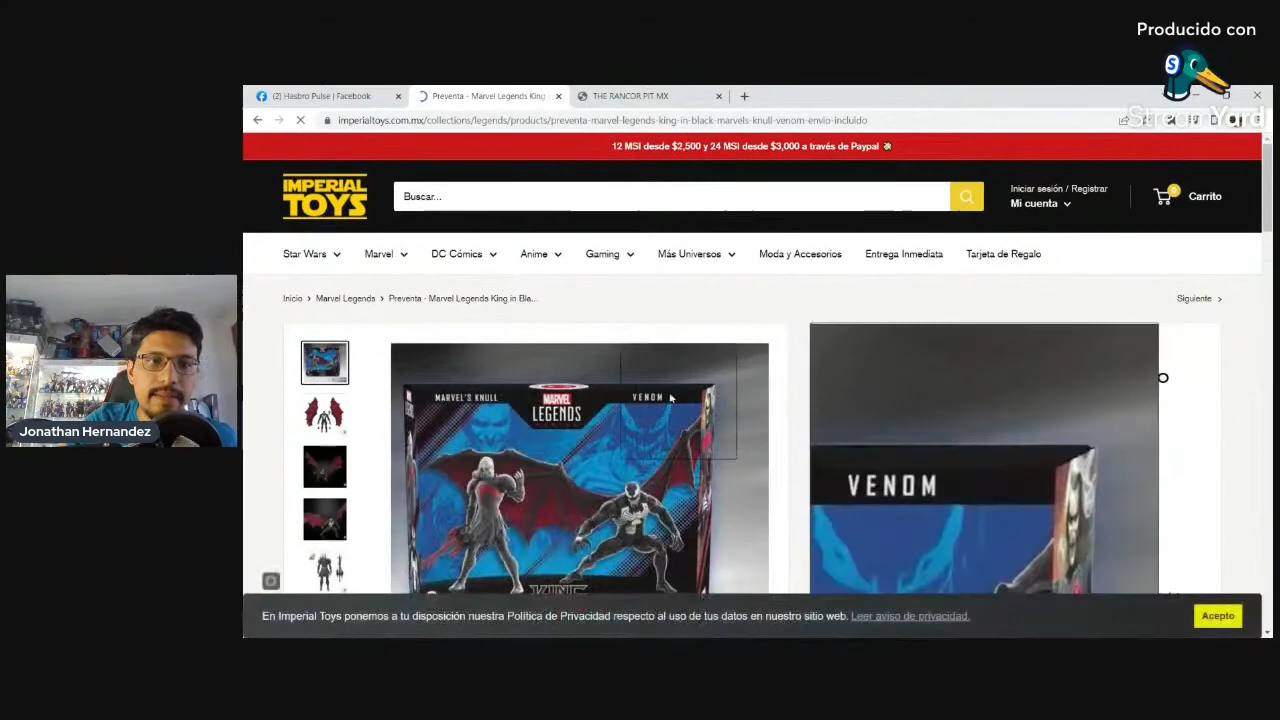 Producido con
S
StreamYard
(2) Hasbro Pulse | Facebook
Preventa - Marvel Legends King
THE RANCOR PIT MX
imperialtoys.com.mx/collections/legends/products/preventa-marvel-legends-king-in-black-marvels-knull-venom-envio-incluido
12 MSI desde $2,500 y 24 MSI desde $3,000 a través de Paypal
IMPERIAL
TOYS
Buscar...
Iniciar sesión / Registrar
Mi cuenta
0
Carrito
Star Wars
Marvel
DC Cómics
Anime
Gaming
Más Universos
Moda y Accesorios
Entrega Inmediata
Tarjeta de Regalo
Inicio
Marvel Legends
Preventa - Marvel Legends King in Bla...
Siguiente
MARVEL'S KNULL
MARVEL
LEGENDS
VENOM
VENOM
KING
Jonathan Hernandez
En Imperial Toys ponemos a tu disposición nuestra Política de Privacidad respecto al uso de tus datos en nuestro sitio web. Leer aviso de privacidad.
Acepto